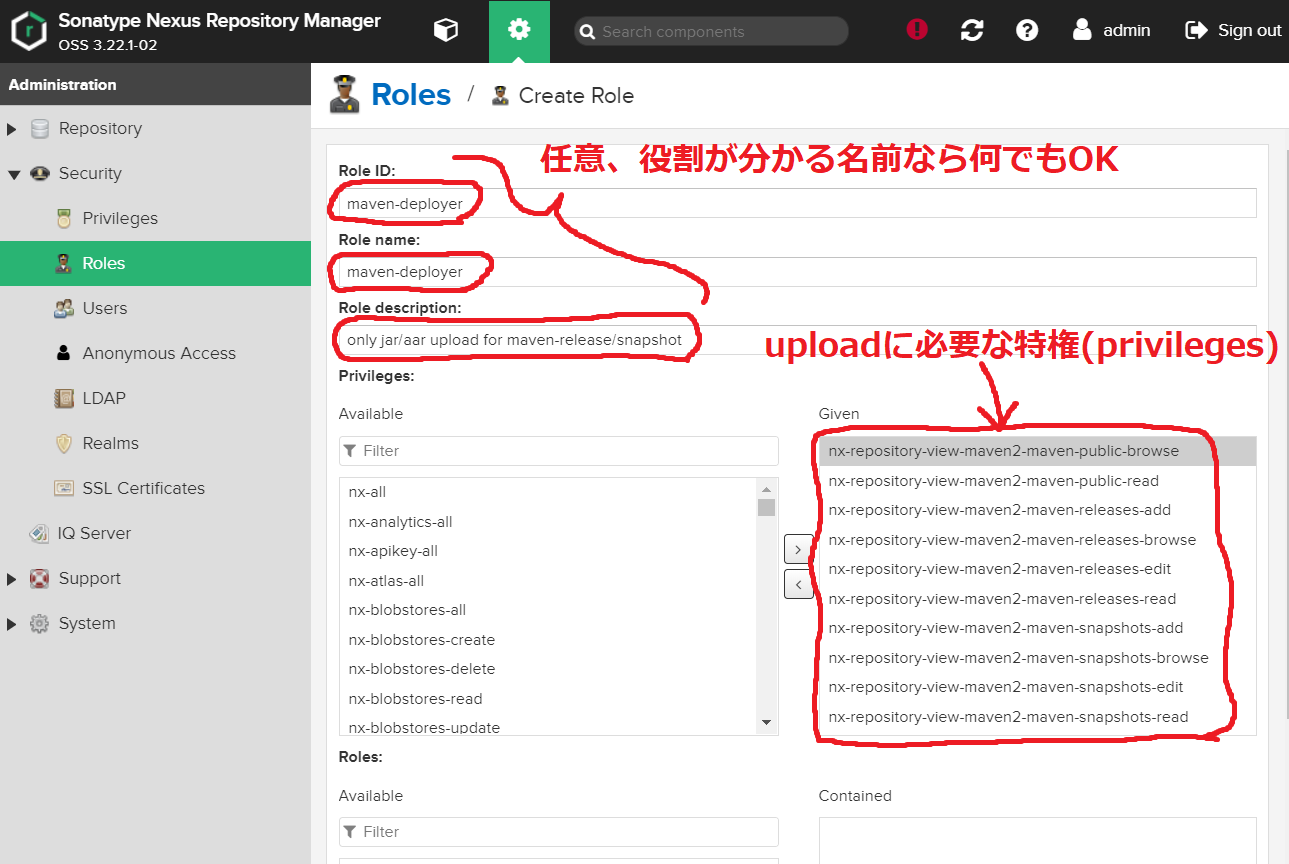 Sonatype Nexus Repository Manager
OSS 3.22.1-02
Search components
admin
Sign out
Administration
Repository
Security
Privileges
Roles
Users
Anonymous Access
LDAP
Realms
SSL Certificates
IQ Server
Support
System
Roles / Create Role
任意、役割が分かる名前なら何でもOK
Role ID:
maven-deployer
Role name:
maven-deployer
Role description:
only jar/aar upload for maven-release/snapshot
uploadに必要な特権(privileges)
Privileges:
Available
Filter
nx-all
nx-analytics-all
nx-apikey-all
nx-atlas-all
nx-blobstores-all
nx-blobstores-create
nx-blobstores-delete
nx-blobstores-read
nx-blobstores-update
Given
nx-repository-view-maven2-maven-public-browse
nx-repository-view-maven2-maven-public-read
nx-repository-view-maven2-maven-releases-add
nx-repository-view-maven2-maven-releases-browse
nx-repository-view-maven2-maven-releases-edit
nx-repository-view-maven2-maven-releases-read
nx-repository-view-maven2-maven-snapshots-add
nx-repository-view-maven2-maven-snapshots-browse
nx-repository-view-maven2-maven-snapshots-edit
nx-repository-view-maven2-maven-snapshots-read
Roles:
Available
Filter
Contained